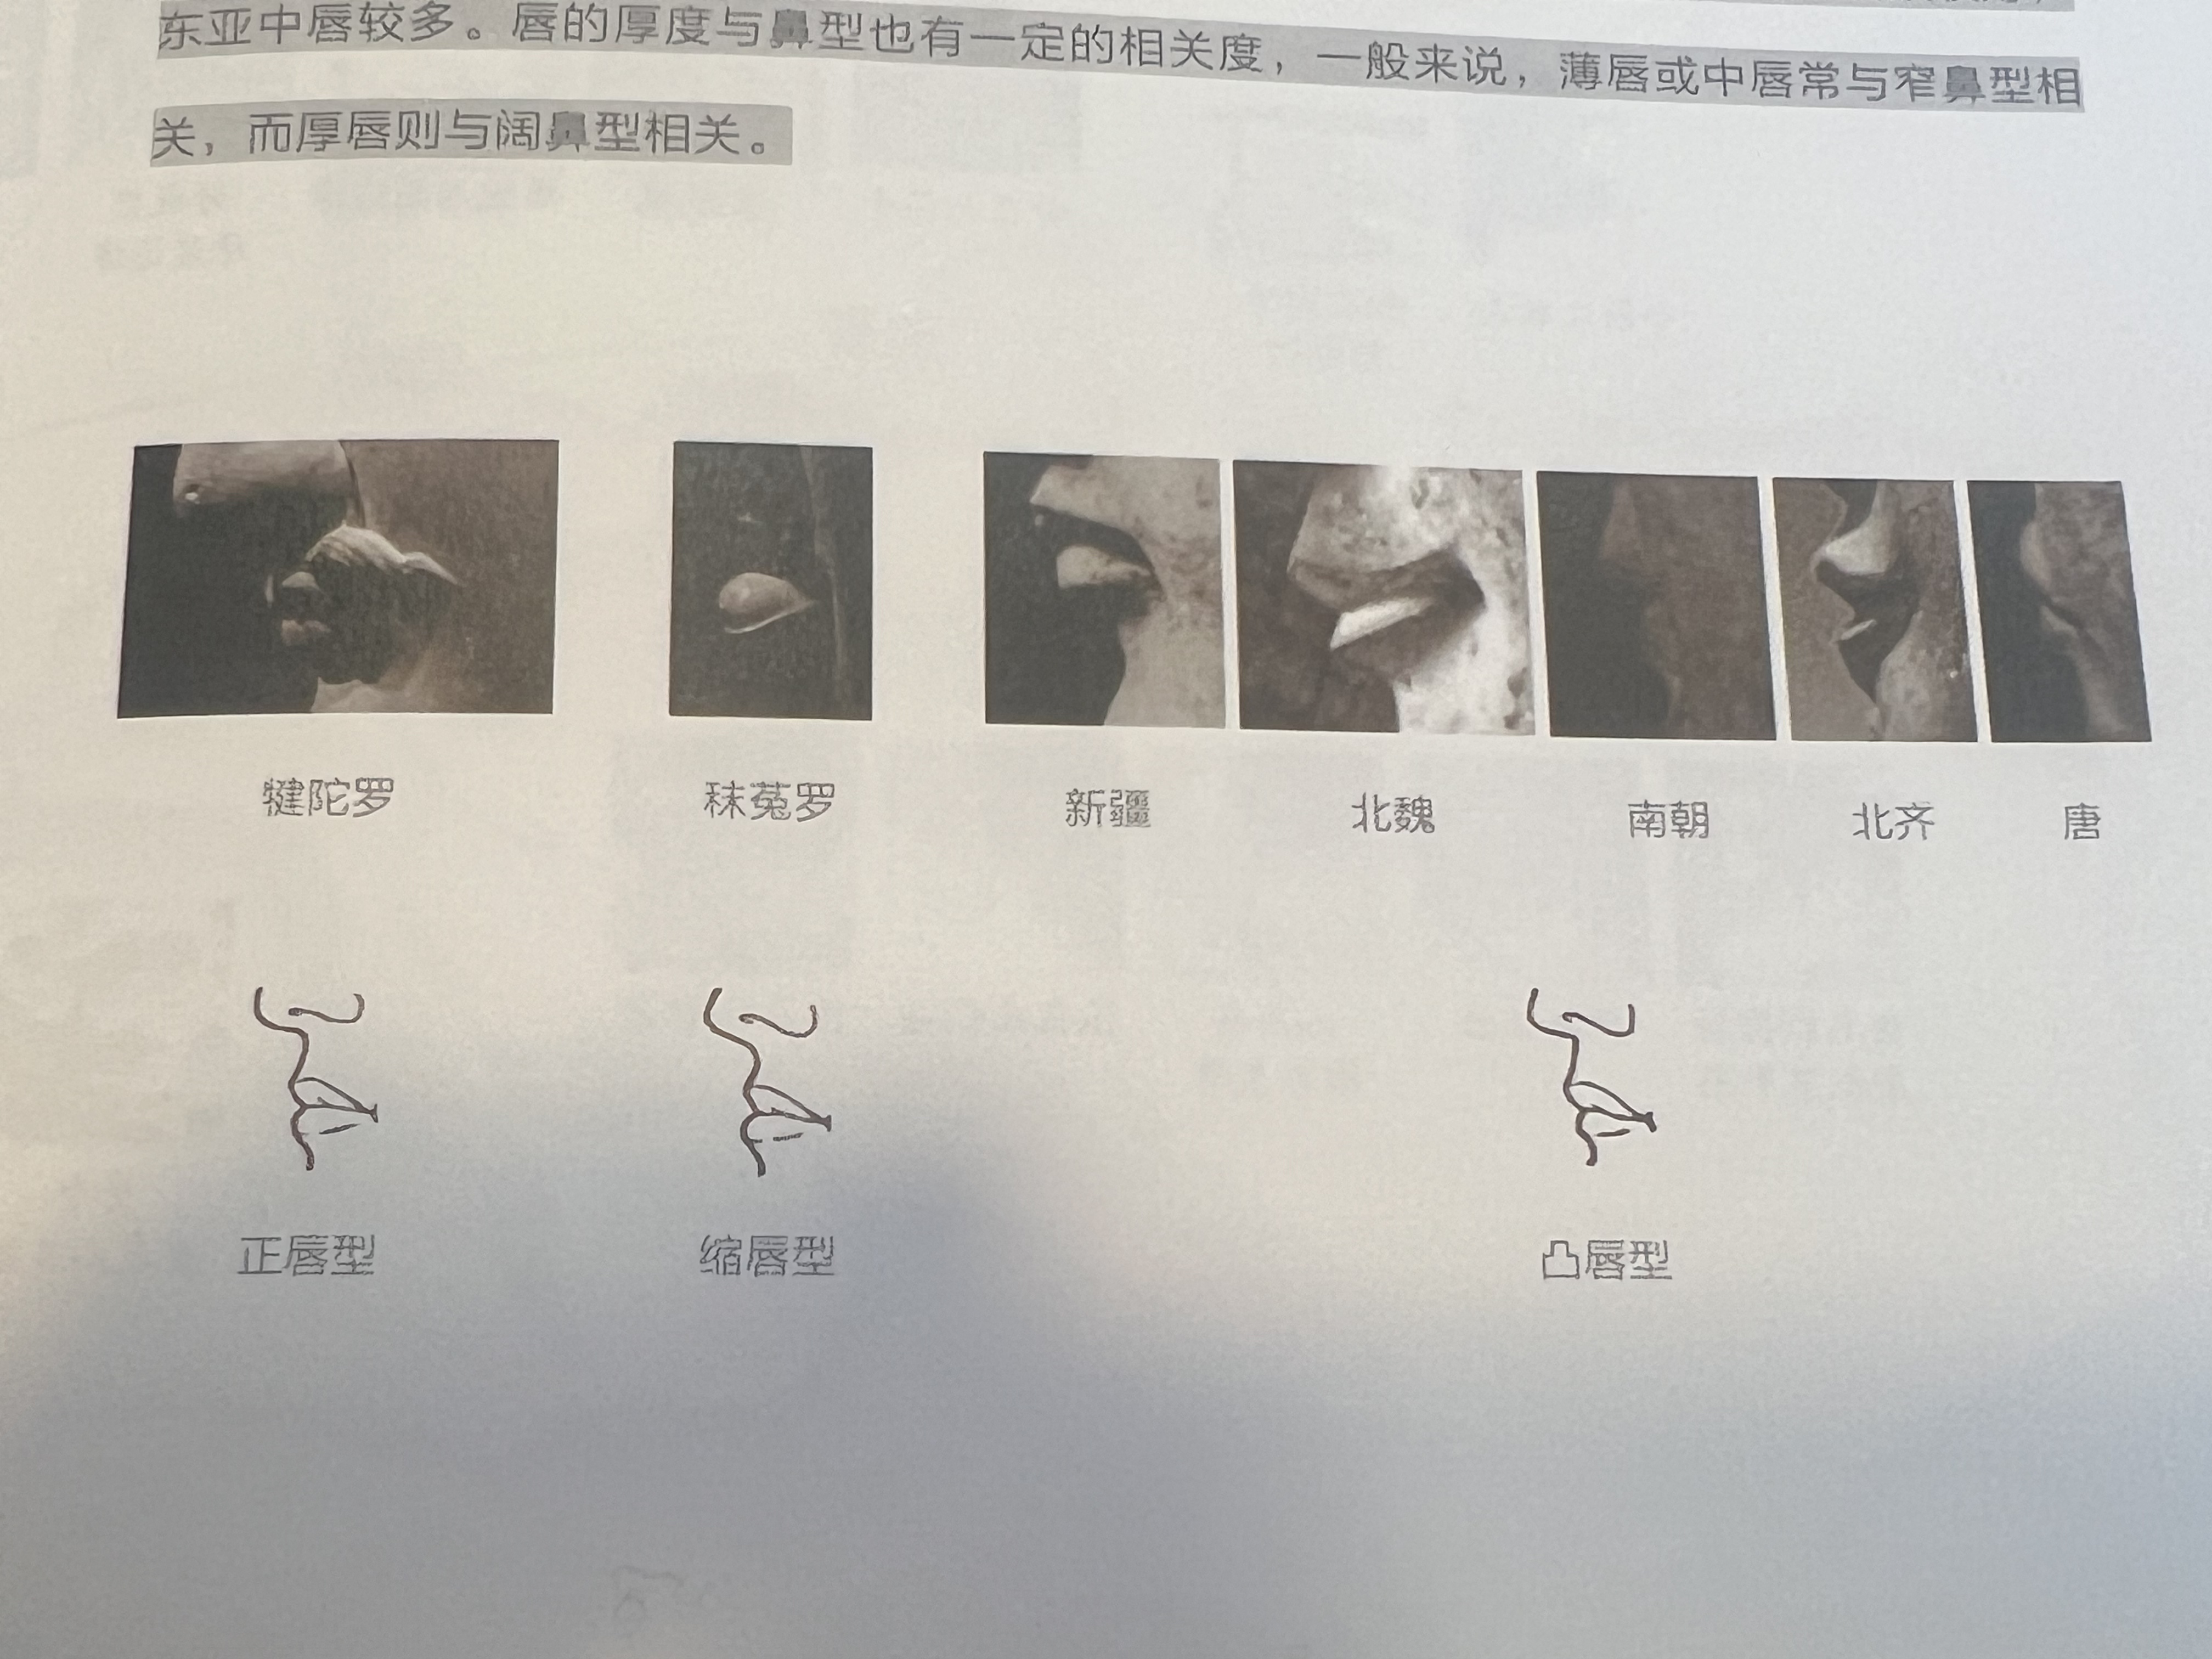 东亚中唇较多。唇的厚度与鼻型也有一定的相关度，一般来说，薄唇或中唇常与窄鼻型相
关，而厚唇则与阔鼻型相关。
犍陀罗 秣菟罗 新疆 北魏 南朝 北齐 唐
正唇型 缩唇型 凸唇型